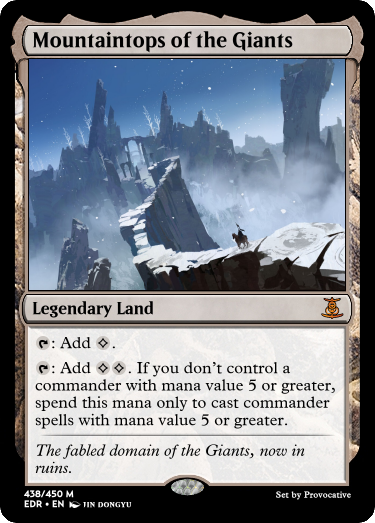 Mountaintops of the Giants
Legendary Land
: Add .
: Add . If you don't control a
commander with mana value 5 or greater,
spend this mana only to cast commander
spells with mana value 5 or greater.
The fabled domain of the Giants, now in
ruins.
438/450 M
EDR • EN JIN DONGYU
Set by Provocative